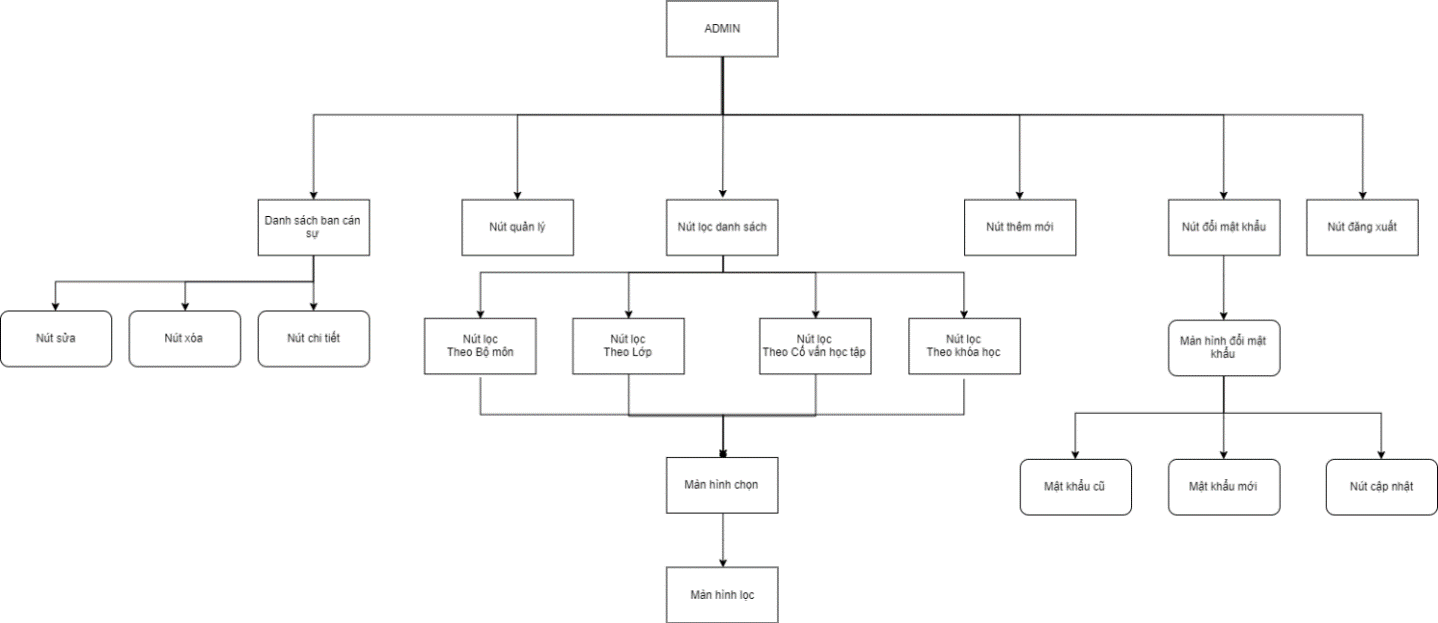 ADMIN
Danh sách ban cán
sự
Nút quản lý
Nút lọc danh sách
Nút thêm mới
Nút đổi mật khẩu
Nút đăng xuất
Nút sửa
Nút xóa
Nút chi tiết
Nút lọc
Theo Bộ môn
Nút lọc
Theo Lớp
Nút lọc
Theo Cố vấn học tập
Nút lọc
Theo khóa học
Màn hình đổi mật
khẩu
Màn hình chọn
Mật khẩu cũ
Mật khẩu mới
Nút cập nhật
Màn hình lọc